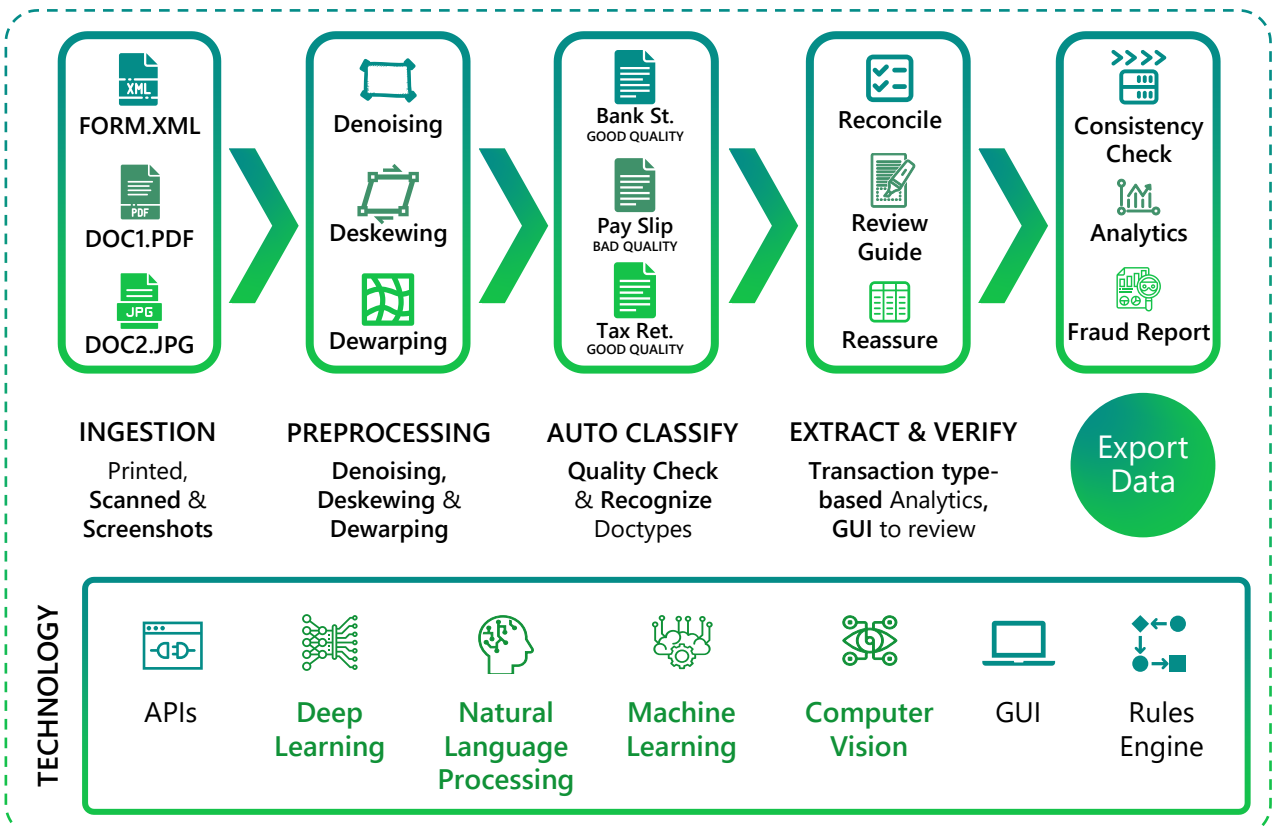 XML
FORM.XML
PDF
DOC1.PDF
JPG
DOC2.JPG
Denoising
Deskewing
Dewarping
Bank St.
GOOD QUALITY
Pay Slip
BAD QUALITY
Tax Ret.
GOOD QUALITY
Reconcile
Review
Guide
Reassure
Consistency
Check
Analytics
Fraud Report
INGESTION
Printed,
Scanned &
Screenshots
PREPROCESSING
Denoising,
Deskewing &
Dewarping
AUTO CLASSIFY
Quality Check
& Recognize
Doctypes
EXTRACT & VERIFY
Transaction type-
based Analytics,
GUI to review
Export
Data
TECHNOLOGY
APIs
Deep
Learning
Natural
Language
Processing
Machine
Learning
Computer
Vision
GUI
Rules
Engine